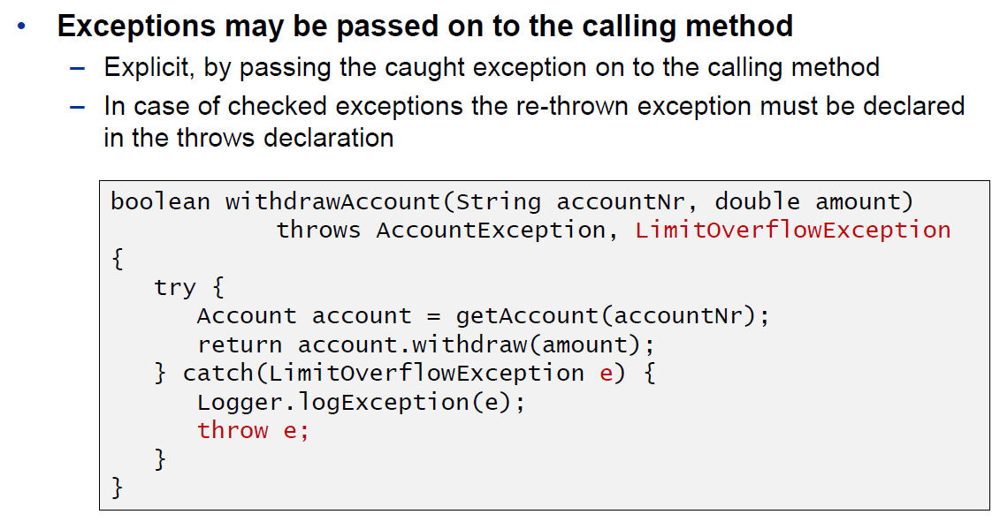 • Exceptions may be passed on to the calling method
– Explicit, by passing the caught exception on to the calling method
– In case of checked exceptions the re-thrown exception must be declared
in the throws declaration
boolean withdrawAccount(String accountNr, double amount)
            throws AccountException, LimitOverflowException
{
   try {
      Account account = getAccount(accountNr);
      return account.withdraw(amount);
   } catch(LimitOverflowException e) {
      Logger.logException(e);
      throw e;
   }
}